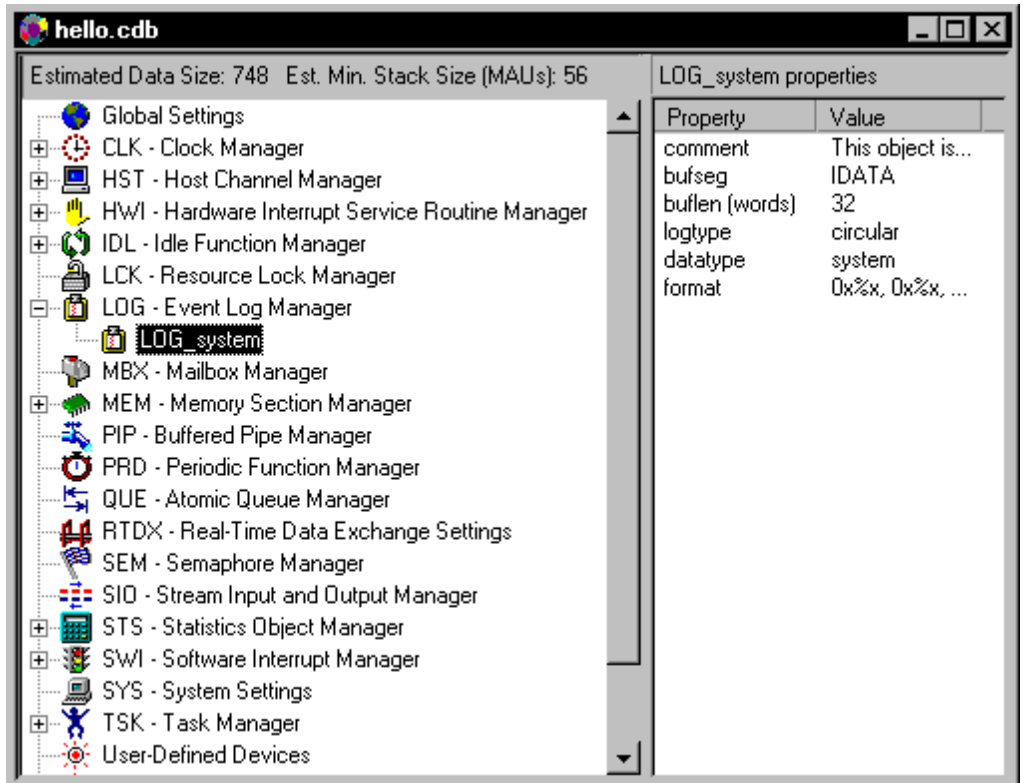 hello.cdb
Estimated Data Size: 748 Est. Min. Stack Size (MAUs): 56
Global Settings
CLK - Clock Manager
HST - Host Channel Manager
HWI - Hardware Interrupt Service Routine Manager
IDL - Idle Function Manager
LCK - Resource Lock Manager
LOG - Event Log Manager
LOG_system
MBX - Mailbox Manager
MEM - Memory Section Manager
PIP - Buffered Pipe Manager
PRD - Periodic Function Manager
QUE - Atomic Queue Manager
RTDX - Real-Time Data Exchange Settings
SEM - Semaphore Manager
SIO - Stream Input and Output Manager
STS - Statistics Object Manager
SWI - Software Interrupt Manager
SYS - System Settings
TSK - Task Manager
User-Defined Devices
LOG_system properties
Property Value
comment This object is...
bufseg IDATA
buflen (words) 32
logtype circular
datatype system
format 0x%x, 0x%x, ...